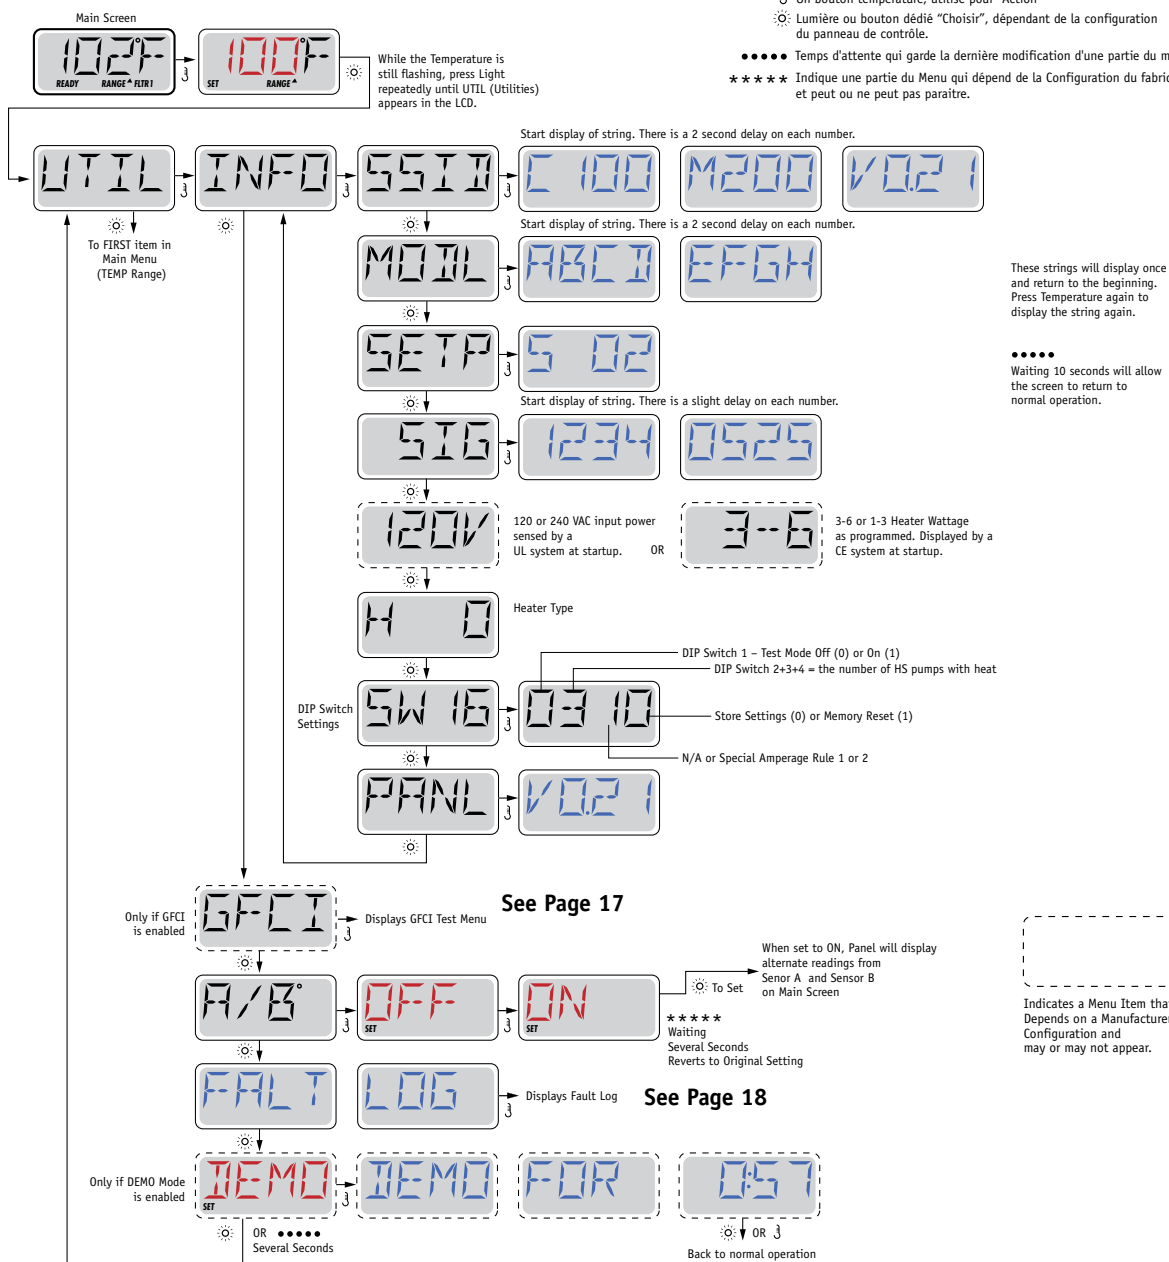 Un bouton température, utilisé pour "Action"
Lumière ou bouton dédié “Choisir”, dépendant de la configuration
du panneau de contrôle.
••••• Temps d'attente qui garde la dernière modification d'une partie du m
***** Indique une partie du Menu qui dépend de la Configuration du fabric
et peut ou ne peut pas paraitre.
Main Screen
102°F
READY RANGE FLTR1
100°F
SET RANGE
While the Temperature is
still flashing, press Light
repeatedly until UTIL (Utilities)
appears in the LCD.
Start display of string. There is a 2 second delay on each number.
UTIL
INFO
SSID
C 100
M200
V0.21
To FIRST item in
Main Menu
(TEMP Range)
Start display of string. There is a 2 second delay on each number.
MODL
ABCD
EFGH
These strings will display once
and return to the beginning.
Press Temperature again to
display the string again.
•••••
Waiting 10 seconds will allow
the screen to return to
normal operation.
SETP
S 02
Start display of string. There is a slight delay on each number.
SIG
1234
0525
120V
120 or 240 VAC input power
sensed by a
UL system at startup.
OR
3-6
3-6 or 1-3 Heater Wattage
as programmed. Displayed by a
CE system at startup.
H 0
Heater Type
DIP Switch 1 – Test Mode Off (0) or On (1)
DIP Switch 2+3+4 = the number of HS pumps with heat
DIP Switch
Settings
SW 16
0310
Store Settings (0) or Memory Reset (1)
N/A or Special Amperage Rule 1 or 2
PANL
V0.21
Only if GFCI
is enabled
GFCI
Displays GFCI Test Menu
See Page 17
A/B°
OFF
SET
ON
SET
To Set
When set to ON, Panel will display
alternate readings from
Senor A and Sensor B
on Main Screen
*****
Waiting
Several Seconds
Reverts to Original Setting
Indicates a Menu Item tha
Depends on a Manufacturer
Configuration and
may or may not appear.
FALT
LOG
Displays Fault Log
See Page 18
Only if DEMO Mode
is enabled
DEMO
SET
DEMO
FOR
0:57
OR •••••
Several Seconds
OR
Back to normal operation